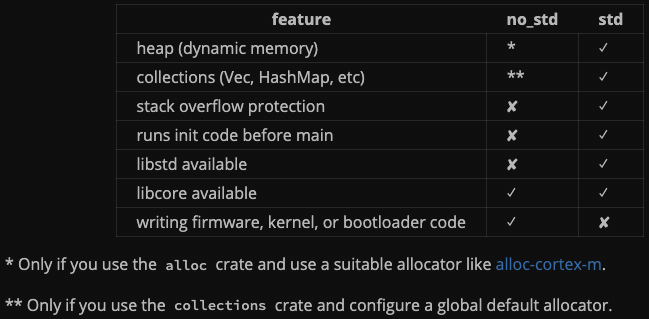 feature no_std std
heap (dynamic memory) * ✓
collections (Vec, HashMap, etc) ** ✓
stack overflow protection ✘ ✓
runs init code before main ✘ ✓
libstd available ✘ ✓
libcore available ✓ ✓
writing firmware, kernel, or bootloader code ✓ ✘
* Only if you use the alloc crate and use a suitable allocator like alloc-cortex-m.
** Only if you use the collections crate and configure a global default allocator.